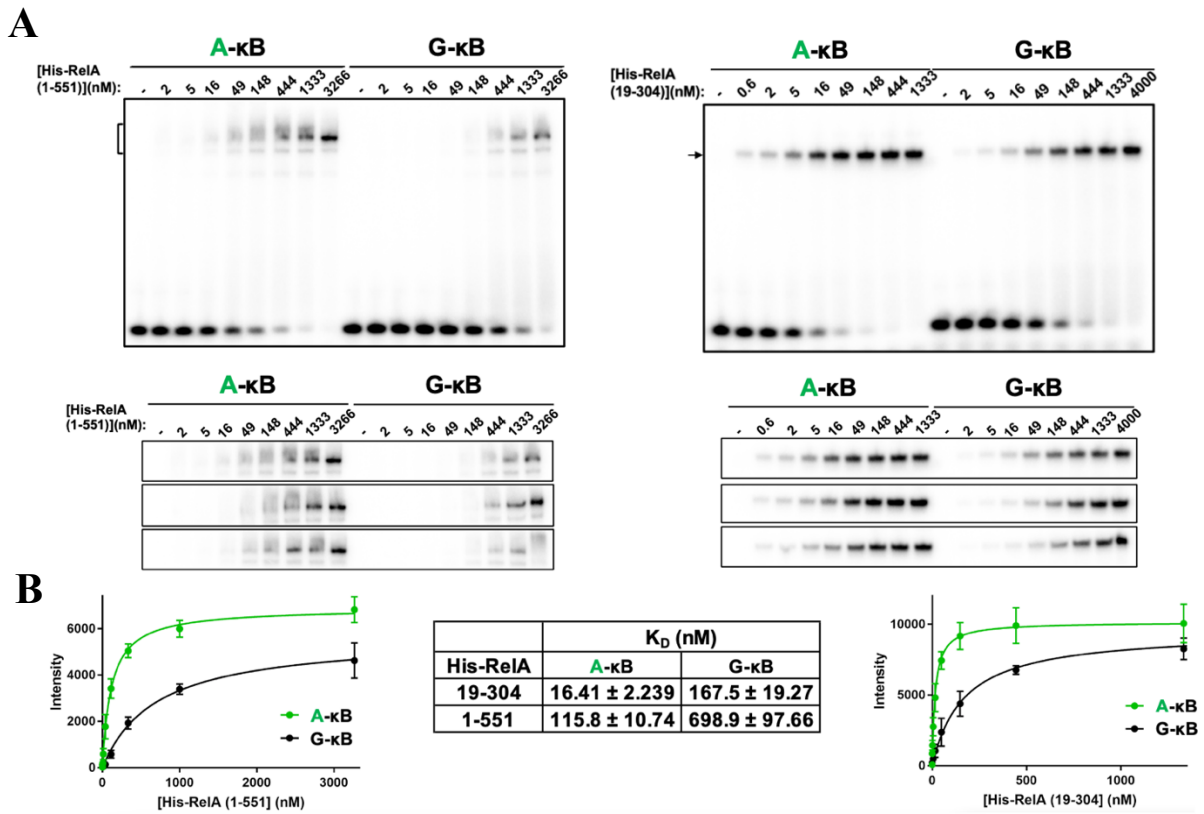 A
A-κB G-κB
[His-RelA
(1-551)](nM): - 2 5 16 49 148 444 1333 3266 - 2 5 16 49 148 444 1333 3266
A-κB G-κB
[His-RelA
(19-304)](nM): - 0.6 2 5 16 49 148 444 1333 - 2 5 16 49 148 444 1333 4000
A-κB G-κB
[His-RelA
(1-551)](nM): - 2 5 16 49 148 444 1333 3266 - 2 5 16 49 148 444 1333 3266
A-κB G-κB
[His-RelA
(19-304)](nM): - 0.6 2 5 16 49 148 444 1333 - 2 5 16 49 148 444 1333 4000
B
Intensity
6000
4000
2000
0
0 1000 2000 3000
[His-RelA (1-551] (nM)
A-κB
G-κB
KD (nM)
His-RelA A-κB G-κB
19-304 16.41 ± 2.239 167.5 ± 19.27
1-551 115.8 ± 10.74 698.9 ± 97.66
Intensity
10000
5000
0
0 500 1000
[His-RelA (19-304] (nM)
A-κB
G-κB